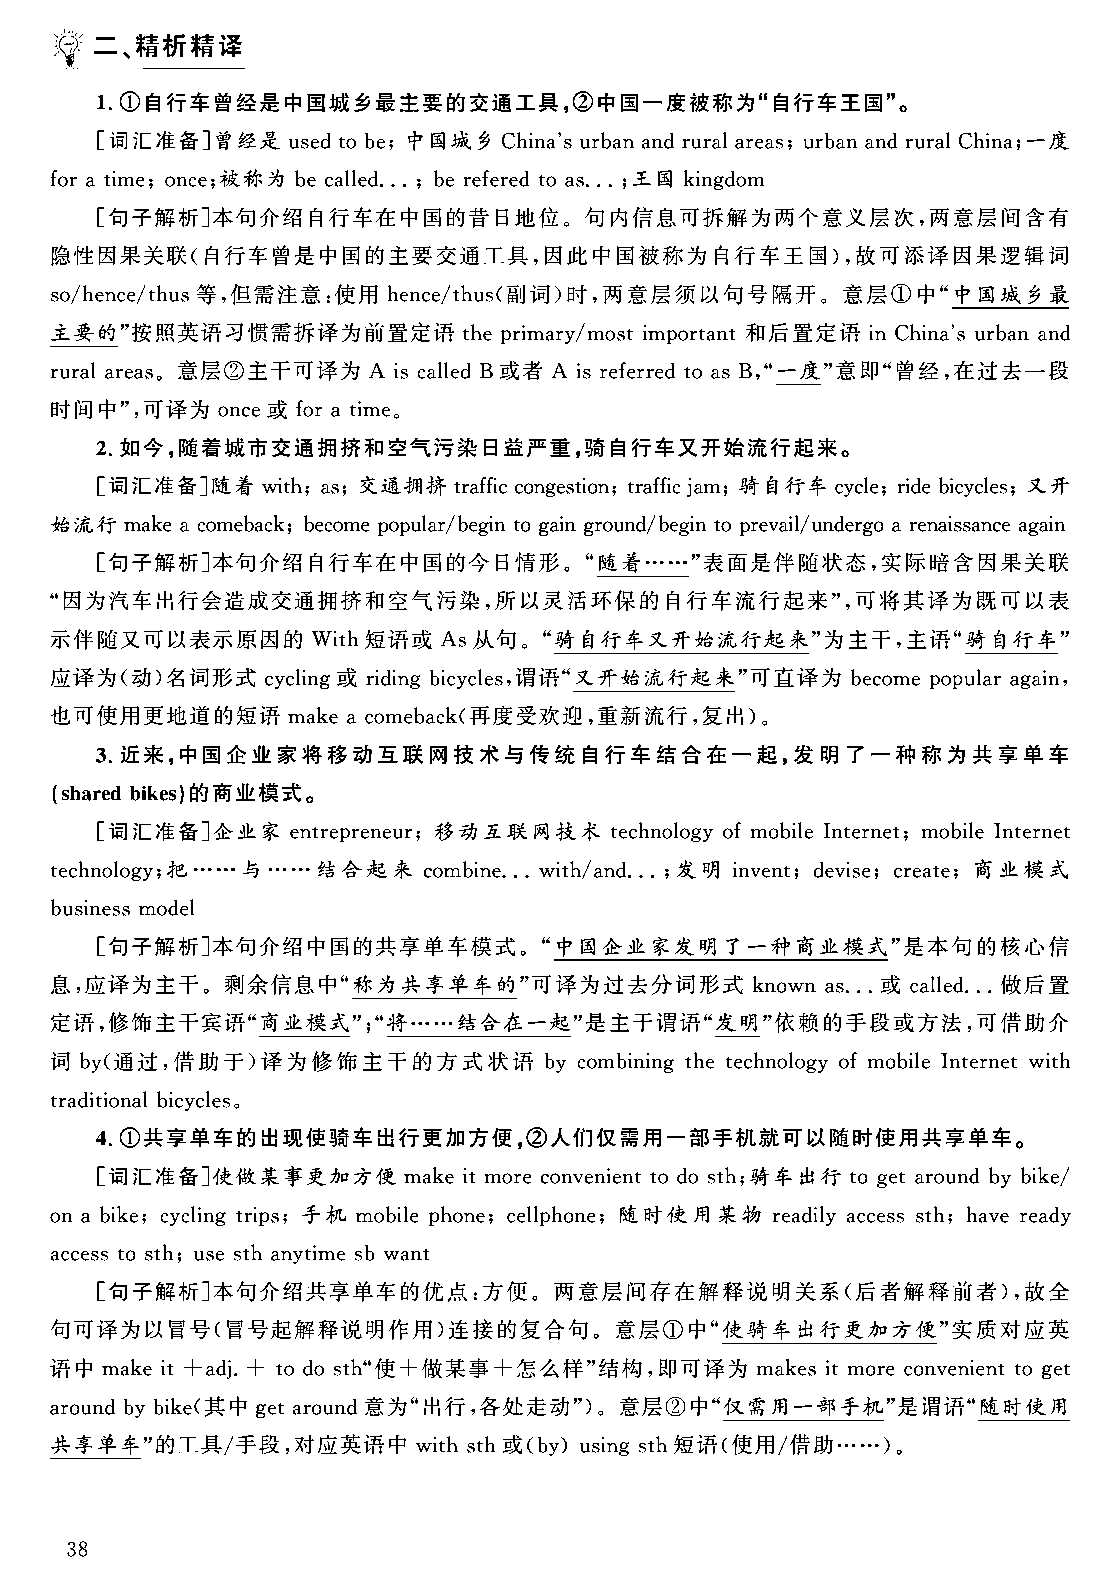 二、精析精译
1. ①自行车曾经是中国城乡最主要的交通工具,②中国一度被称为“自行车王国”。
[词汇准备]曾经是 used to be; 中国城乡 China's urban and rural areas; urban and rural China;一度
for a time; once;被称为 be called...; be refered to as...;王国 kingdom
[句子解析]本句介绍自行车在中国的昔日地位。句内信息可拆解为两个意义层次,两意层间含有
隐性因果关联(自行车曾是中国的主要交通工具,因此中国被称为自行车王国),故可添译因果逻辑词
so/hence/thus 等,但需注意:使用 hence/thus(副词)时,两意层须以句号隔开。意层①中“中国城乡最
主要的”按照英语习惯需拆译为前置定语 the primary/most important 和后置定语 in China's urban and
rural areas。意层②主干可译为 A is called B 或者 A is referred to as B,“一度”意即“曾经,在过去一段
时间中”,可译为 once 或 for a time。
2. 如今,随着城市交通拥挤和空气污染日益严重,骑自行车又开始流行起来。
[词汇准备]随着 with; as; 交通拥挤 traffic congestion; traffic jam; 骑自行车 cycle; ride bicycles; 又开
始流行 make a comeback; become popular/begin to gain ground/begin to prevail/undergo a renaissance again
[句子解析]本句介绍自行车在中国的今日情形。“随着……”表面是伴随状态,实际暗含因果关联
“因为汽车出行会造成交通拥挤和空气污染,所以灵活环保的自行车流行起来”,可将其译为既可以表
示伴随又可以表示原因的 With 短语或 As 从句。“骑自行车又开始流行起来”为主干,主语“骑自行车”
应译为(动)名词形式 cycling 或 riding bicycles,谓语“又开始流行起来”可直译为 become popular again,
也可使用更地道的短语 make a comeback(再度受欢迎,重新流行,复出)。
3. 近来,中国企业家将移动互联网技术与传统自行车结合在一起,发明了一种称为共享单车
(shared bikes)的商业模式。
[词汇准备]企业家 entrepreneur; 移动互联网技术 technology of mobile Internet; mobile Internet
technology;把……与……结合起来 combine... with/and...;发明 invent; devise; create; 商业模式
business model
[句子解析]本句介绍中国的共享单车模式。“中国企业家发明了一种商业模式”是本句的核心信
息,应译为主干。剩余信息中“称为共享单车的”可译为过去分词形式 known as...或 called...做后置
定语,修饰主干宾语“商业模式”;“将……结合在一起”是主干谓语“发明”依赖的手段或方法,可借助介
词 by(通过,借助于)译为修饰主干的方式状语 by combining the technology of mobile Internet with
traditional bicycles。
4. ①共享单车的出现使骑车出行更加方便,②人们仅需用一部手机就可以随时使用共享单车。
[词汇准备]使做某事更加方便 make it more convenient to do sth;骑车出行 to get around by bike/
on a bike; cycling trips; 手机 mobile phone; cellphone; 随时使用某物 readily access sth; have ready
access to sth; use sth anytime sb want
[句子解析]本句介绍共享单车的优点:方便。两意层间存在解释说明关系(后者解释前者),故全
句可译为以冒号(冒号起解释说明作用)连接的复合句。意层①中“使骑车出行更加方便”实质对应英
语中 make it +adj. + to do sth“使+做某事+怎么样”结构,即可译为 makes it more convenient to get
around by bike(其中 get around 意为“出行,各处走动”)。意层②中“仅需用一部手机”是谓语“随时使用
共享单车”的工具/手段,对应英语中 with sth 或(by) using sth 短语(使用/借助……)。
38